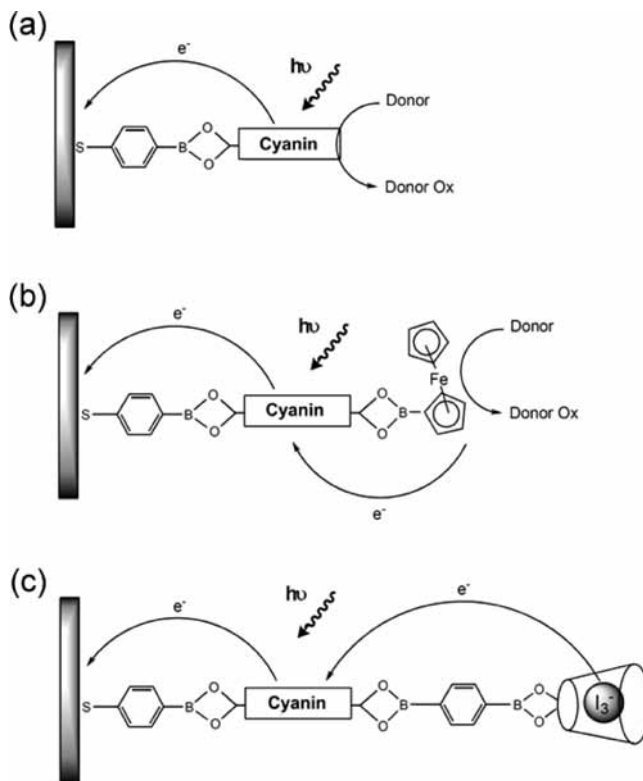 (a)
e-
hυ
Donor
S B O O Cyanin
Donor Ox
(b)
e-
hυ
Donor
Fe
S B O O Cyanin O O B
Donor Ox
e-
(c)
e-
hυ
e-
S B O O Cyanin O O B B O O I3-